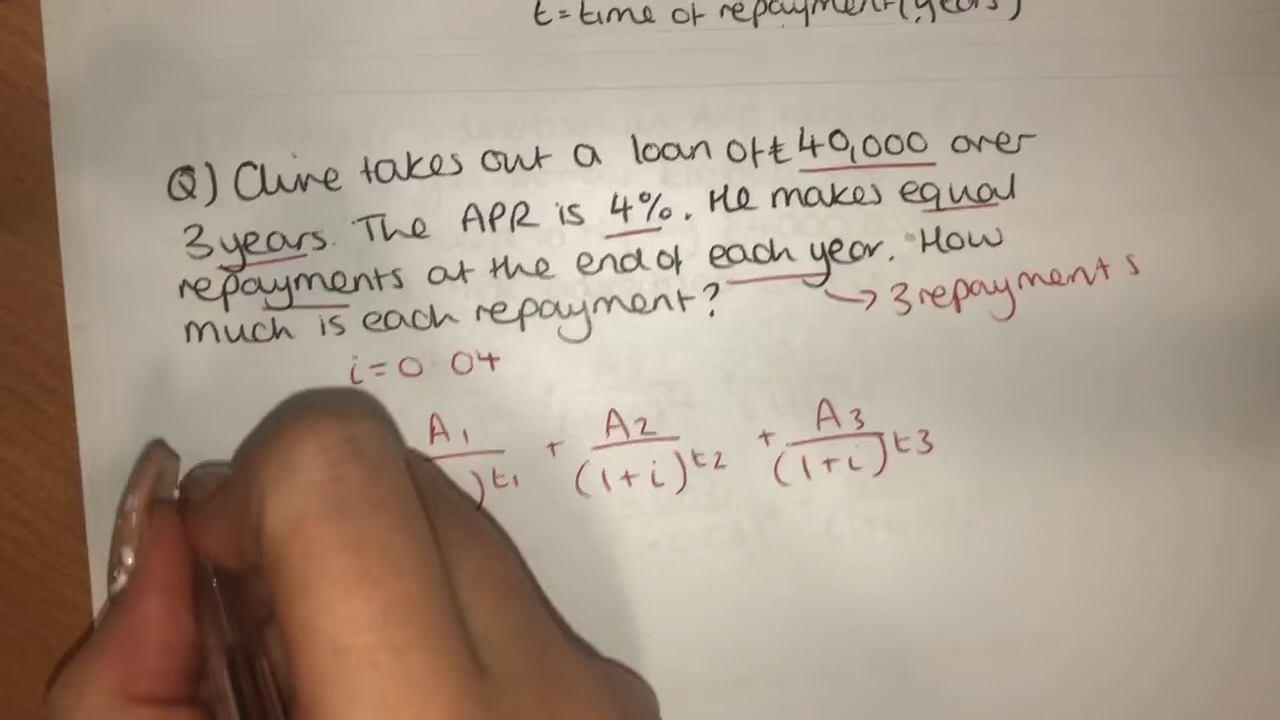 t = time of repayment (years)
Q) Clive takes out a loan of £40,000 over
3 years. The APR is 4%. He makes equal
repayments at the end of each year. How
much is each repayment?
→ 3 repayments
i = 0.04
A1 + A2 + A3
)^t1 (1+i)^t2 (1+i)^t3